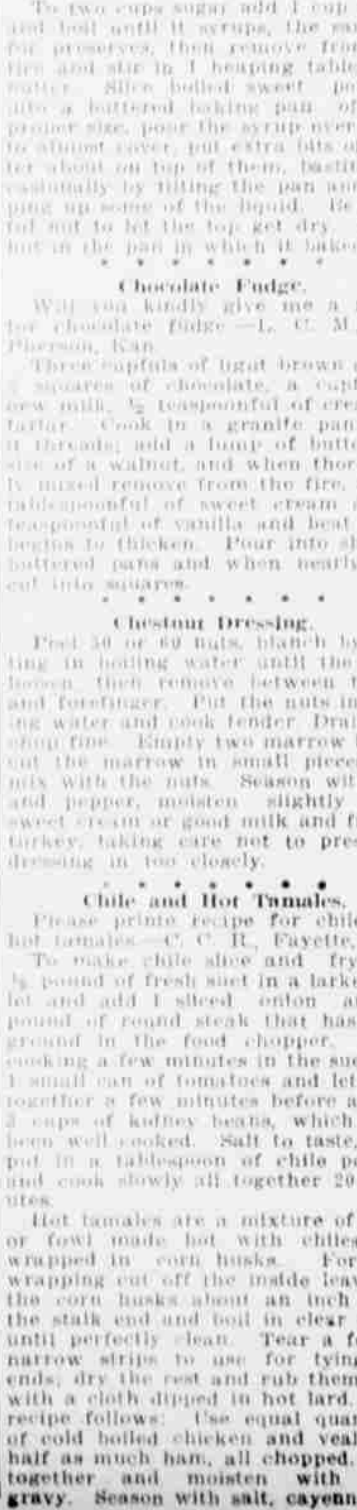 To two cups sugar add 1 cup
and boil until it syrups, the sa
for preserves, then remove from
fire and stir in 1 heaping table
butter. Slice boiled sweet po
into a buttered baking pan of
proper size, pour the syrup over
to almost cover, put extra bits o
ter about on top of them, bastin
casionally by tilting the pan and
ping up some of the liquid. Be
ful not to let the top get dry.
hot in the pan in which it baked
* * * * * * *
Chocolate Fudge.
Will you kindly give me a
for chocolate fudge.—L. C. M.,
Pherson, Kan.
Three cupfuls of light brown
squares of chocolate, a cupf
new milk, ½ teaspoonful of crea
tartar. Cook in a granite pan
it threads, add a lump of butte
size of a walnut, and when thor
ly mixed remove from the fire,
tablespoonful of sweet cream
teaspoonful of vanilla and beat
begins to thicken. Pour into sh
buttered pans and when nearly
cut into squares.
* * * * * * *
Chestnut Dressing.
Peel 50 or 60 nuts, blanch by
ting in boiling water until the
loosen, then remove between t
and forefinger. Put the nuts in
ing water and cook tender. Drai
chop fine. Empty two marrow
cut the marrow in small pieces
mix with the nuts. Season wit
and pepper, moisten slightly
sweet cream or good milk and f
turkey, taking care not to pres
dressing in too closely.
* * * * * * *
Chile and Hot Tamales.
Please printe recipe for chile
hot tamales.—C. C. R., Fayette,
To make chile slice and fry
½ pound of fresh suet in a larke
let and add 1 sliced onion a
pound of round steak that has
ground in the food chopper.
cooking a few minutes in the sue
1 small can of tomatoes and let
together a few minutes before a
3 cups of kidney beans, which
been well cooked. Salt to taste,
put in a tablespoon of chile po
and cook slowly all together 20
utes.
Hot tamales are a mixture of
or fowl made hot with chiles
wrapped in corn husks. For
wrapping cut off the inside leav
the corn husks about an inch
the stalk end and boil in clear
until perfectly clean. Tear a fe
narrow strips to use for tying
ends; dry the rest and rub them
with a cloth dipped in hot lard.
recipe follows: Use equal quan
of cold boiled chicken and veal
half as much ham, all chopped.
together and moisten with
gravy. Season with salt, cayenn